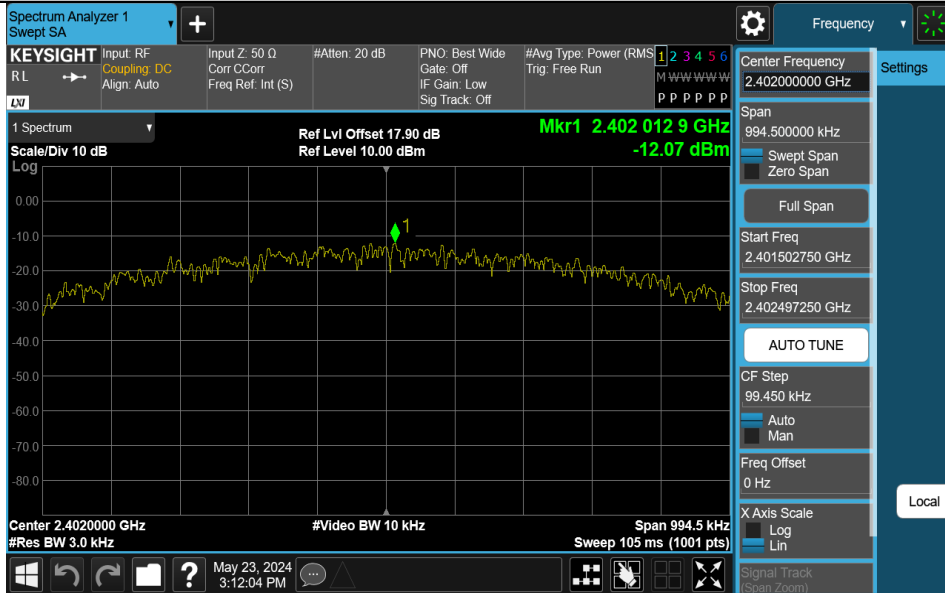 Spectrum Analyzer 1
Swept SA
+
Frequency
KEYSIGHT
RL
LXI
Input: RF
Coupling: DC
Align: Auto
Input Z: 50 Ω
Corr CCorr
Freq Ref: Int (S)
#Atten: 20 dB
PNO: Best Wide
Gate: Off
IF Gain: Low
Sig Track: Off
#Avg Type: Power (RMS
Trig: Free Run
1 2 3 4 5 6
M W W W W W
P P P P P P
1 Spectrum
Scale/Div 10 dB
Log
Ref Lvl Offset 17.90 dB
Ref Level 10.00 dBm
Mkr1 2.402 012 9 GHz
-12.07 dBm
1
0.00
-10.0
-20.0
-30.0
-40.0
-50.0
-60.0
-70.0
-80.0
Center 2.4020000 GHz
#Res BW 3.0 kHz
#Video BW 10 kHz
Span 994.5 kHz
Sweep 105 ms (1001 pts)
?
May 23, 2024
3:12:04 PM
Center Frequency
2.402000000 GHz
Span
994.500000 kHz
Swept Span
Zero Span
Full Span
Start Freq
2.401502750 GHz
Stop Freq
2.402497250 GHz
AUTO TUNE
CF Step
99.450 kHz
Auto
Man
Freq Offset
0 Hz
X Axis Scale
Log
Lin
Signal Track
(Span Zoom)
Settings
Local